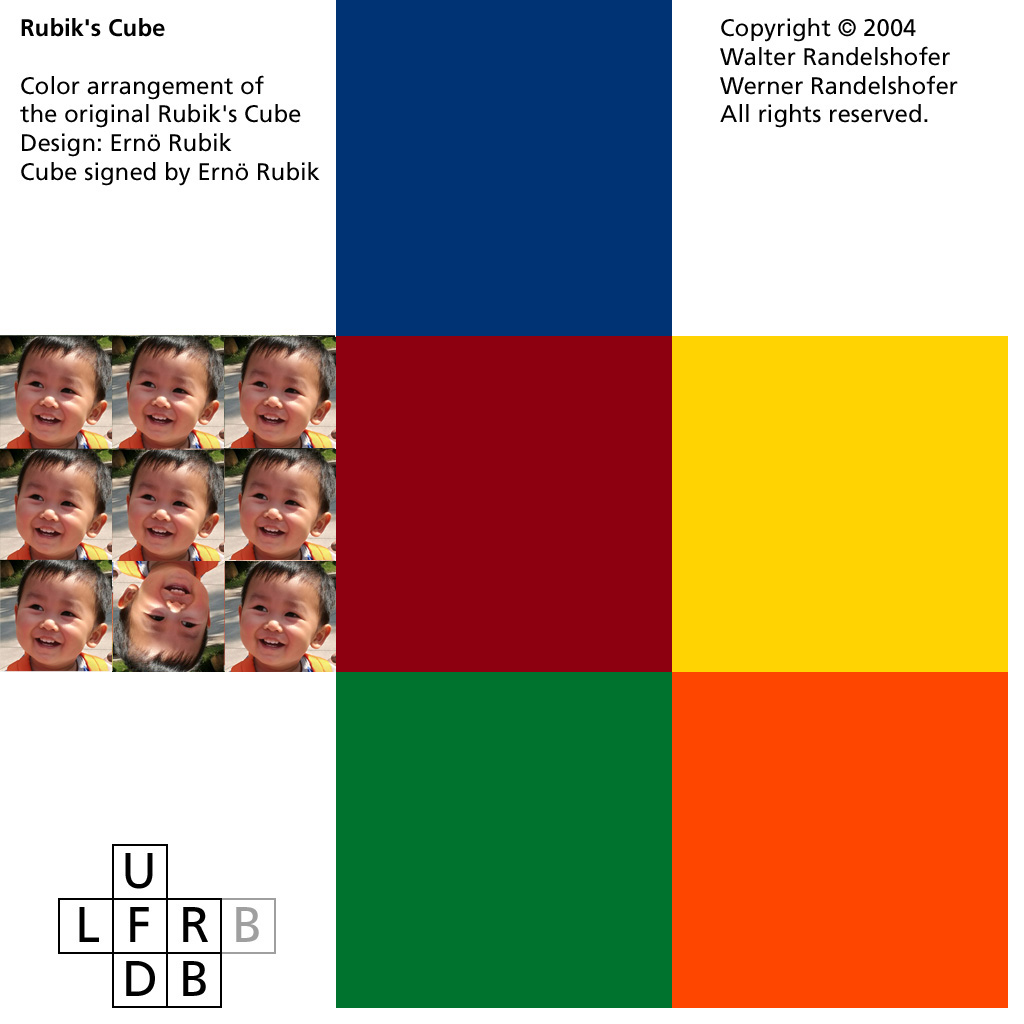 Rubik's Cube
Color arrangement of
the original Rubik's Cube
Design: Ernö Rubik
Cube signed by Ernö Rubik
Copyright © 2004
Walter Randelshofer
Werner Randelshofer
All rights reserved.
U
L F R B
D B